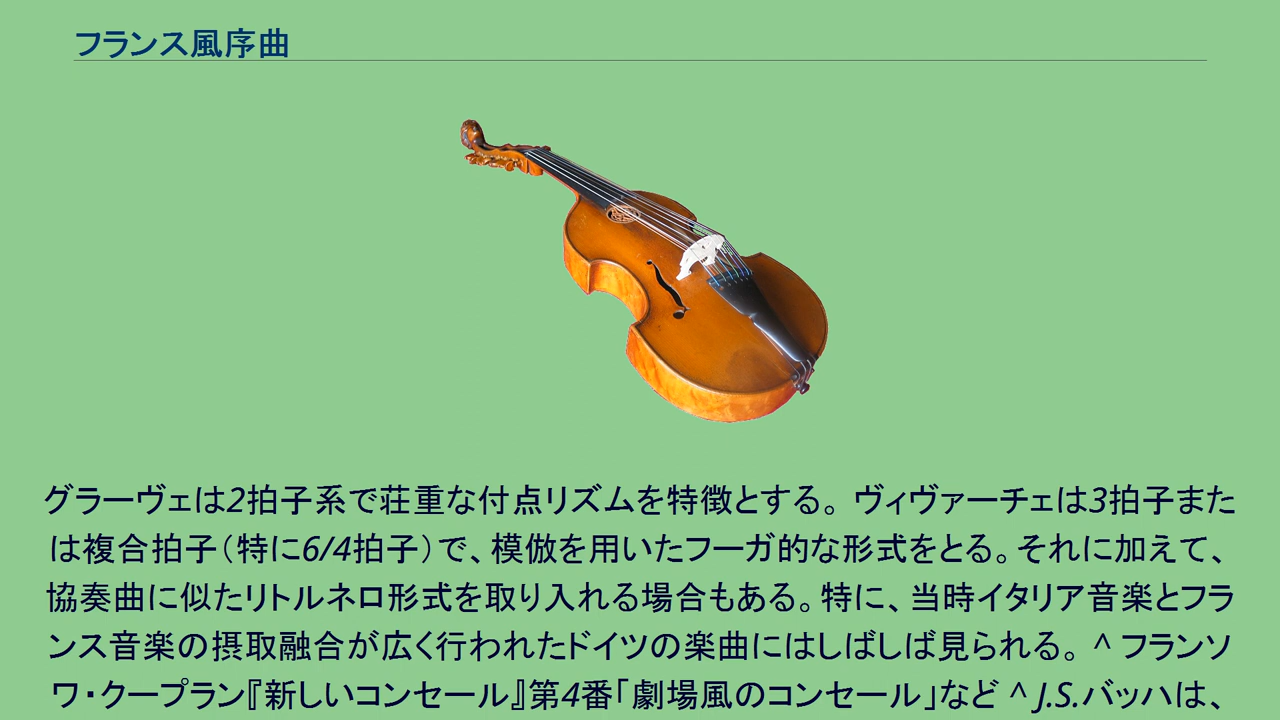 フランス風序曲
グラーヴェは2拍子系で荘重な付点リズムを特徴とする。 ヴィヴァーチェは3拍子また
は複合拍子（特に6/4拍子）で、模倣を用いたフーガ的な形式をとる。それに加えて、
協奏曲に似たリトルネロ形式を取り入れる場合もある。特に、当時イタリア音楽とフラ
ンス音楽の摂取融合が広く行われたドイツの楽曲にはしばしば見られる。 ^ フランソ
ワ・クープラン『新しいコンセール』第4番「劇場風のコンセール」など ^ J.S.バッハは、